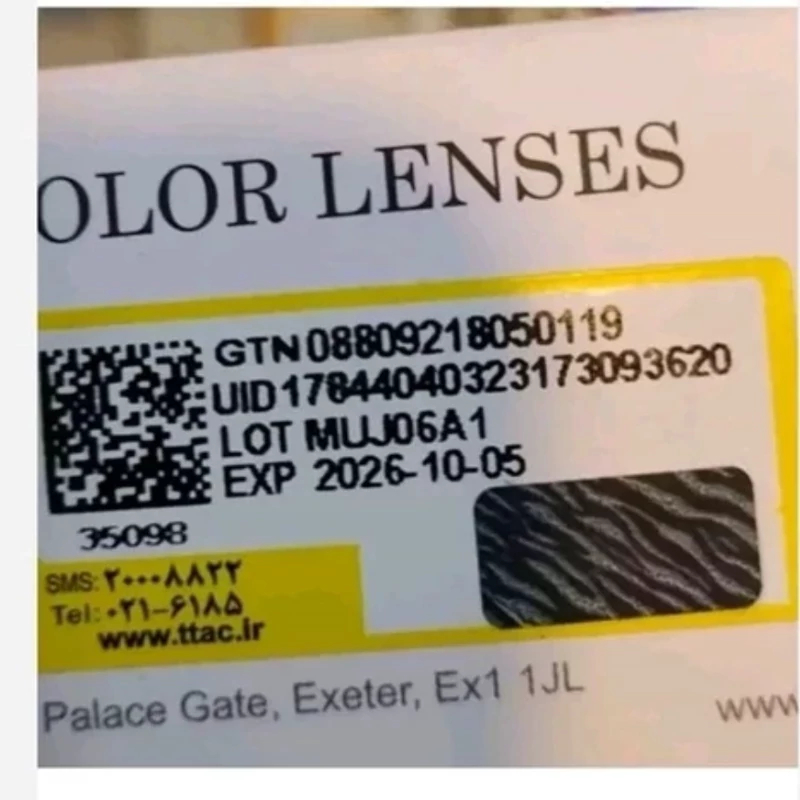 OLOR LENSES
GTN 08809218050119
UID 17844040323173093620
LOT MUJ06A1
EXP 2026-10-05
35098
SMS: ۲۰۰۰۸۸۲۲
Tel: ۰۲۱-۶۱۸۵
www.ttac.ir
Palace Gate, Exeter, Ex1 1JL
www